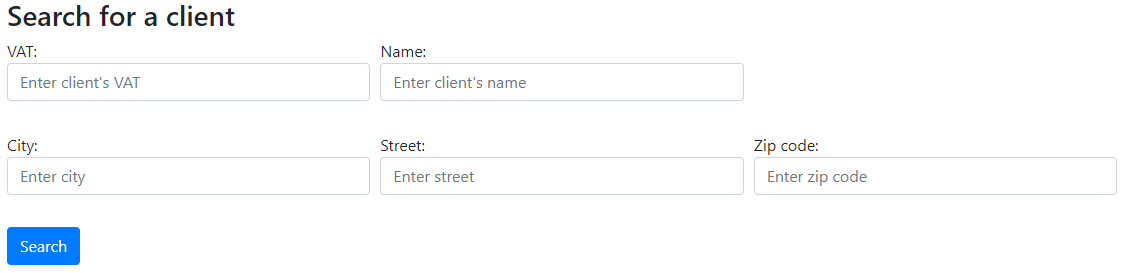 Search for a client
VAT: Name:
Enter client's VAT Enter client's name
City: Street: Zip code:
Enter city Enter street Enter zip code
Search